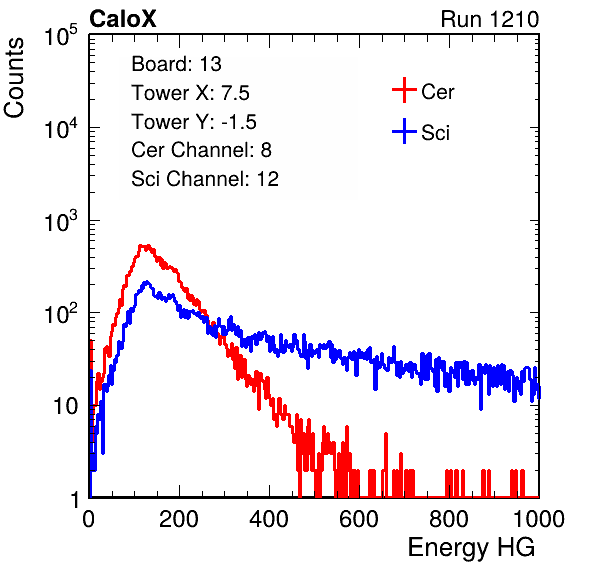 CaloX Run 1210
Counts
10^5
10^4
10^3
10^2
10
1
Board: 13
Tower X: 7.5
Tower Y: -1.5
Cer Channel: 8
Sci Channel: 12
Cer
Sci
0 200 400 600 800 1000
Energy HG